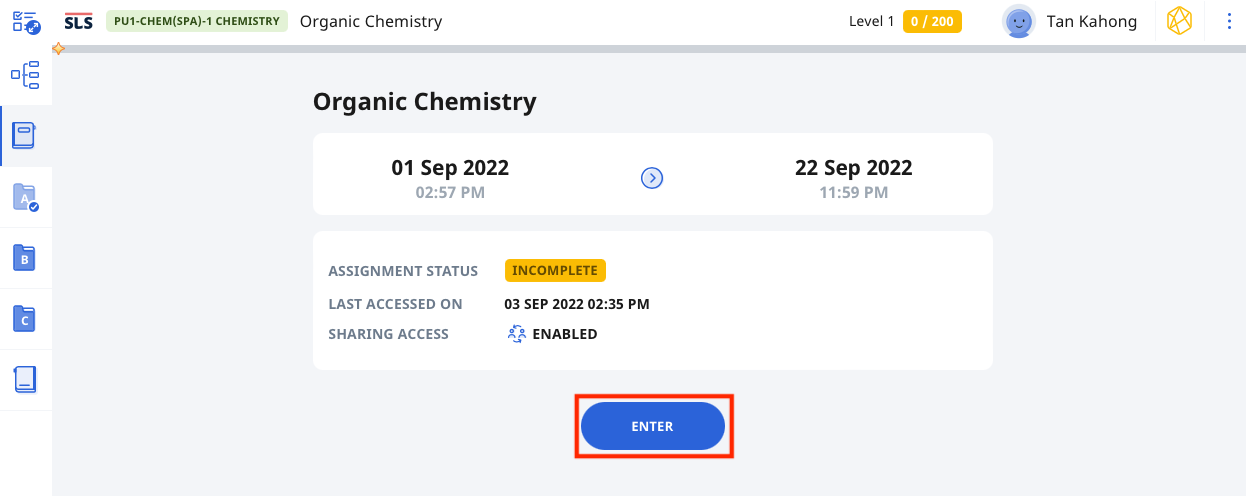 SLS PU1-CHEM(SPA)-1 CHEMISTRY Organic Chemistry Level 1 0 / 200 Tan Kahong
Organic Chemistry
01 Sep 2022 22 Sep 2022
02:57 PM 11:59 PM
A
ASSIGNMENT STATUS INCOMPLETE
B
LAST ACCESSED ON 03 SEP 2022 02:35 PM
C
SHARING ACCESS ENABLED
ENTER